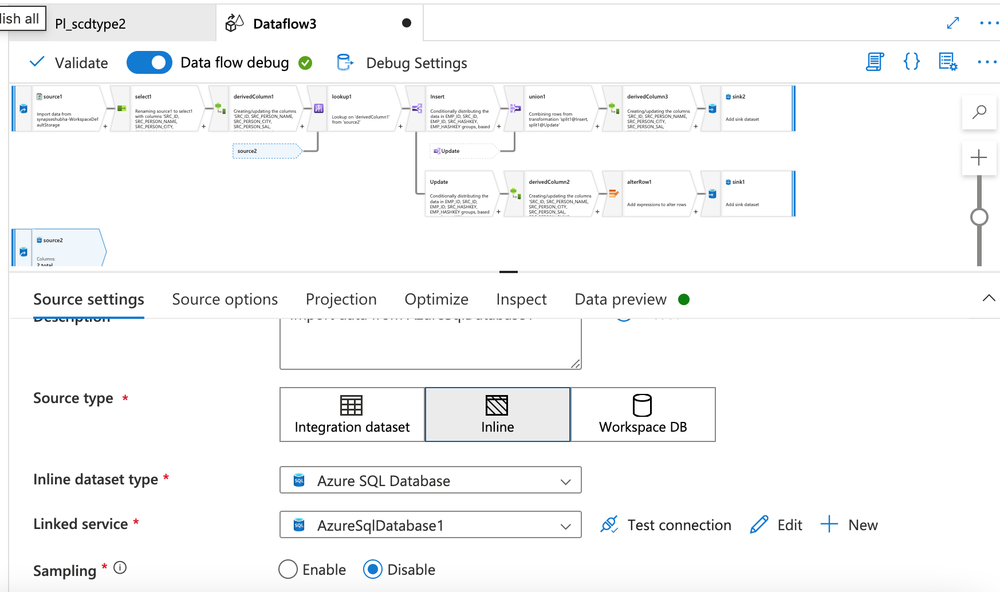 lish all
Pl_scdtype2
Dataflow3
Validate
Data flow debug
Debug Settings
source1
Import data from
synapseshubha-WorkspaceDef
aultStorage
+
select1
Renaming source1 to select1
with columns 'SRC_ID,
SRC_PERSON_NAME,
SRC_PERSON_CITY,
+
derivedColumn1
Creating/updating the columns
'SRC_ID, SRC_PERSON_NAME,
SRC_PERSON_CITY,
SRC_PERSON_SAL,
+
lookup1
Lookup on 'derivedColumn1'
from 'source2'
+
Insert
Conditionally distributing the
data in EMP_ID, SRC_ID,
EMP_ID, SRC_HASHKEY,
EMP_HASHKEY groups, based
+
union1
Combining rows from
transformation 'split1@Insert,
split1@Update'
+
derivedColumn3
Creating/updating the columns
'SRC_ID, SRC_PERSON_NAME,
SRC_PERSON_CITY,
SRC_PERSON_SAL,
+
sink2
Add sink dataset
source2
Update
Update
Conditionally distributing the
data in EMP_ID, SRC_ID,
EMP_ID, SRC_HASHKEY,
EMP_HASHKEY groups, based
+
derivedColumn2
Creating/updating the columns
'SRC_ID, SRC_PERSON_NAME,
SRC_PERSON_CITY,
SRC_PERSON_SAL,
+
alterRow1
Add expressions to alter rows
+
sink1
Add sink dataset
source2
Columns:
2 total
Source settings
Source options
Projection
Optimize
Inspect
Data preview
Description
Import data from AzureSqlDatabase1
Source type *
Integration dataset
Inline
Workspace DB
Inline dataset type *
Azure SQL Database
Linked service *
AzureSqlDatabase1
Test connection
Edit
New
Sampling *
Enable
Disable